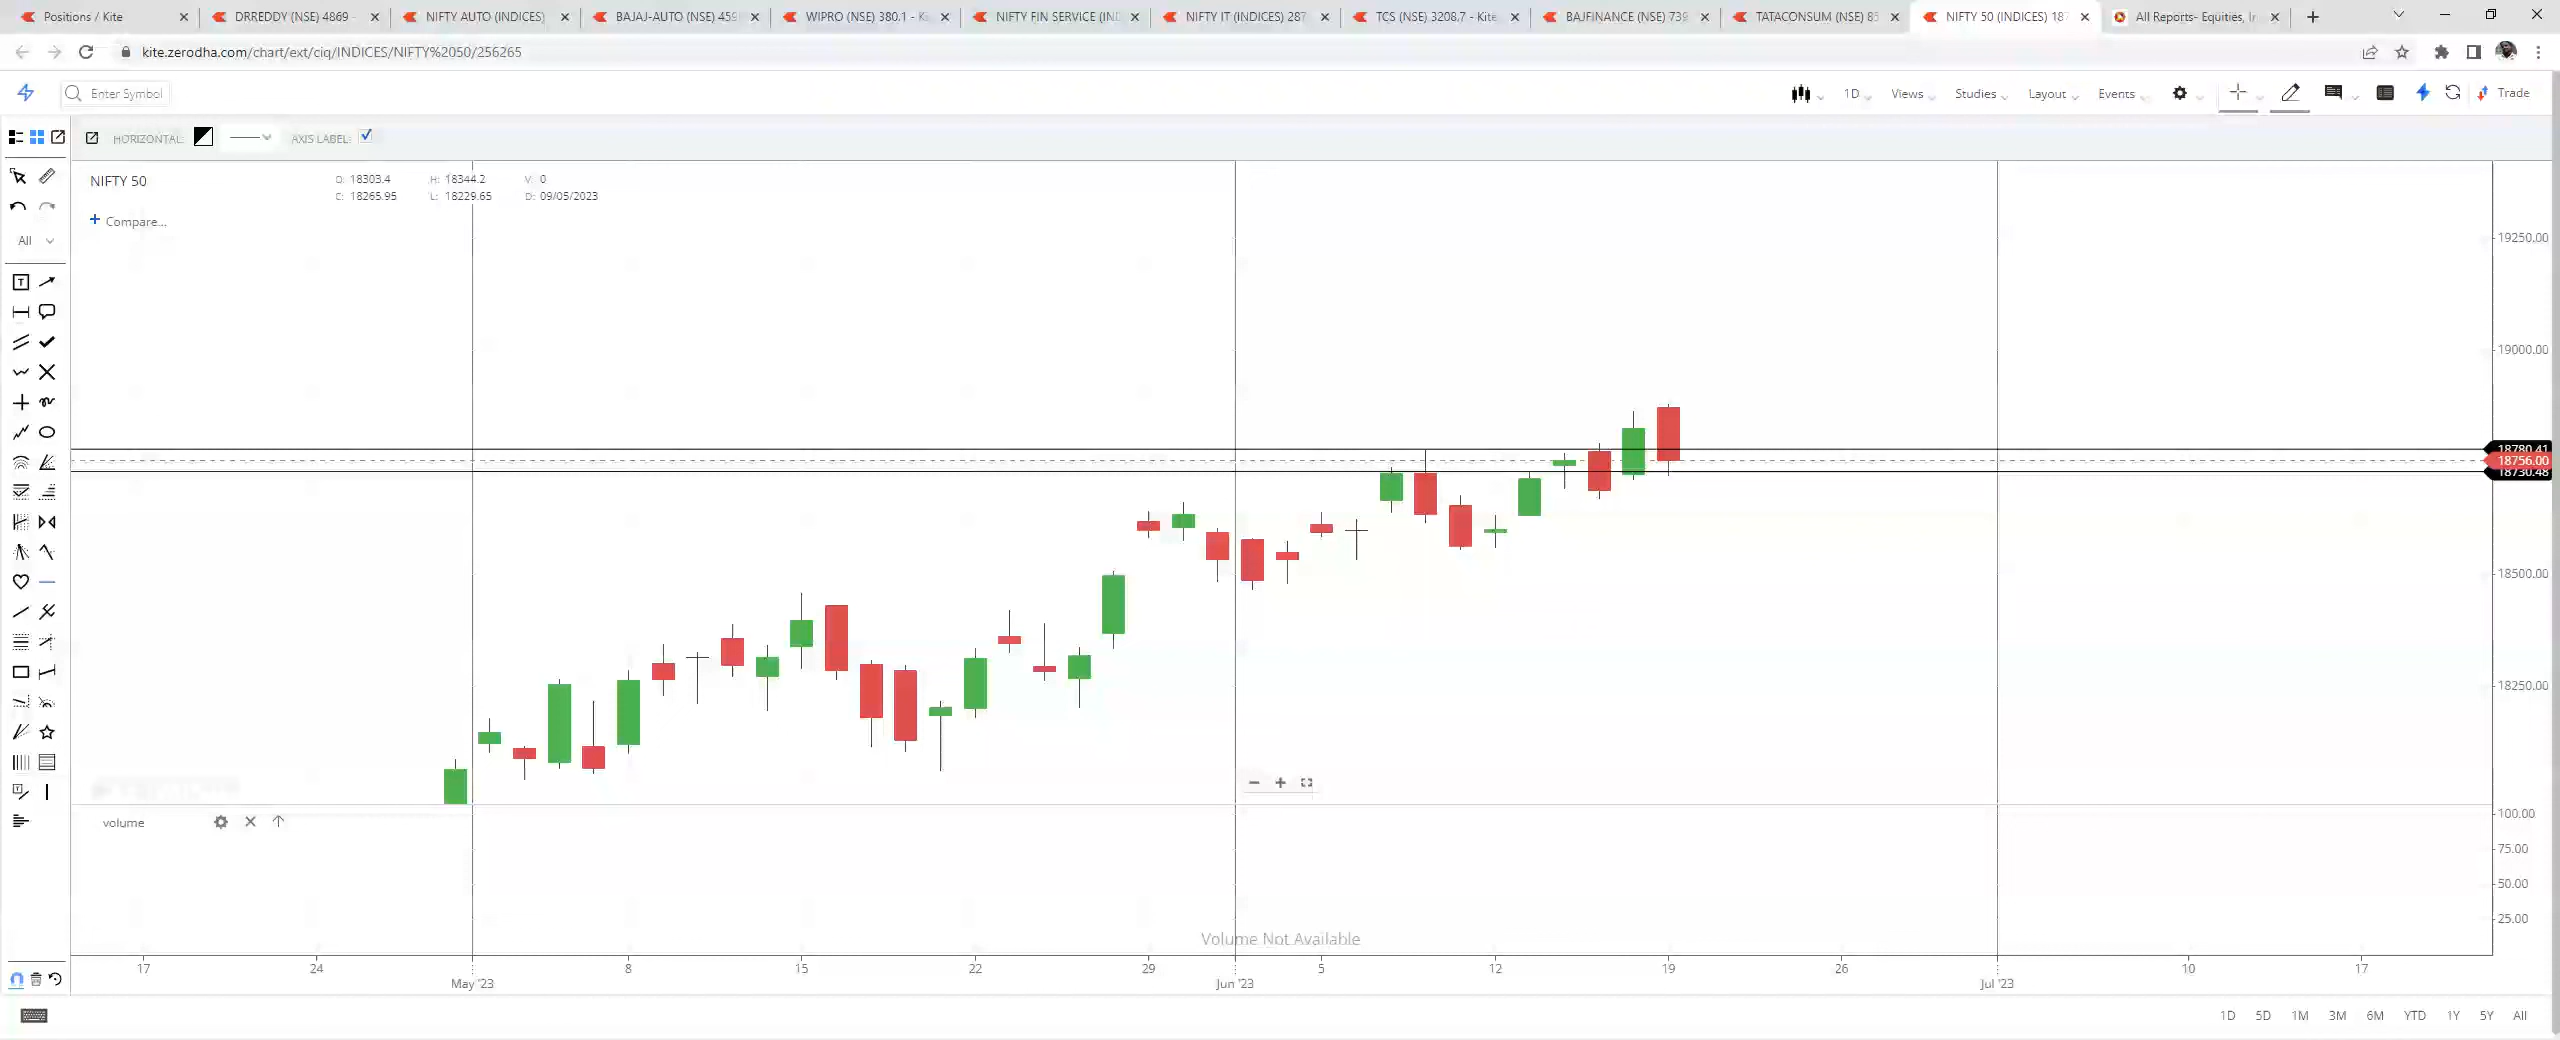 Positions / Kite
DRREDDY (NSE) 4869 -
NIFTY AUTO (INDICES)
BAJAJ-AUTO (NSE) 459
WIPRO (NSE) 380.1 - K
NIFTY FIN SERVICE (IND
NIFTY IT (INDICES) 287
TCS (NSE) 3208.7 - Kite
BAJFINANCE (NSE) 739
TATACONSUM (NSE) 85
NIFTY 50 (INDICES) 187
All Reports- Equities, In
kite.zerodha.com/chart/ext/ciq/INDICES/NIFTY%2050/256265
Enter Symbol
1D
Views
Studies
Layout
Events
Trade
HORIZONTAL:
AXIS LABEL:
NIFTY 50
O: 18303.4 H: 18344.2 V: 0
C: 18265.95 L: 18229.65 D: 09/05/2023
Compare...
All
19250.00
19000.00
18780.41
18756.00
18730.48
18500.00
18250.00
volume
100.00
75.00
50.00
25.00
Volume Not Available
17 24 8 15 22 29 5 12 19 26 10 17
May '23 Jun '23 Jul '23
1D 5D 1M 3M 6M YTD 1Y 5Y All